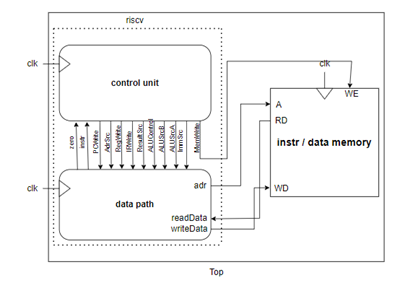 riscv
clk
control unit
clk
WE
zero
instr
PCWrite
AdrSrc
RegWrite
IRWrite
ResultSrc
ALUControl
ALUSrcB
ALUSrcA
ImmSrc
MemWrite
A
RD
instr / data memory
clk
adr
WD
data path
readData
writeData
Top